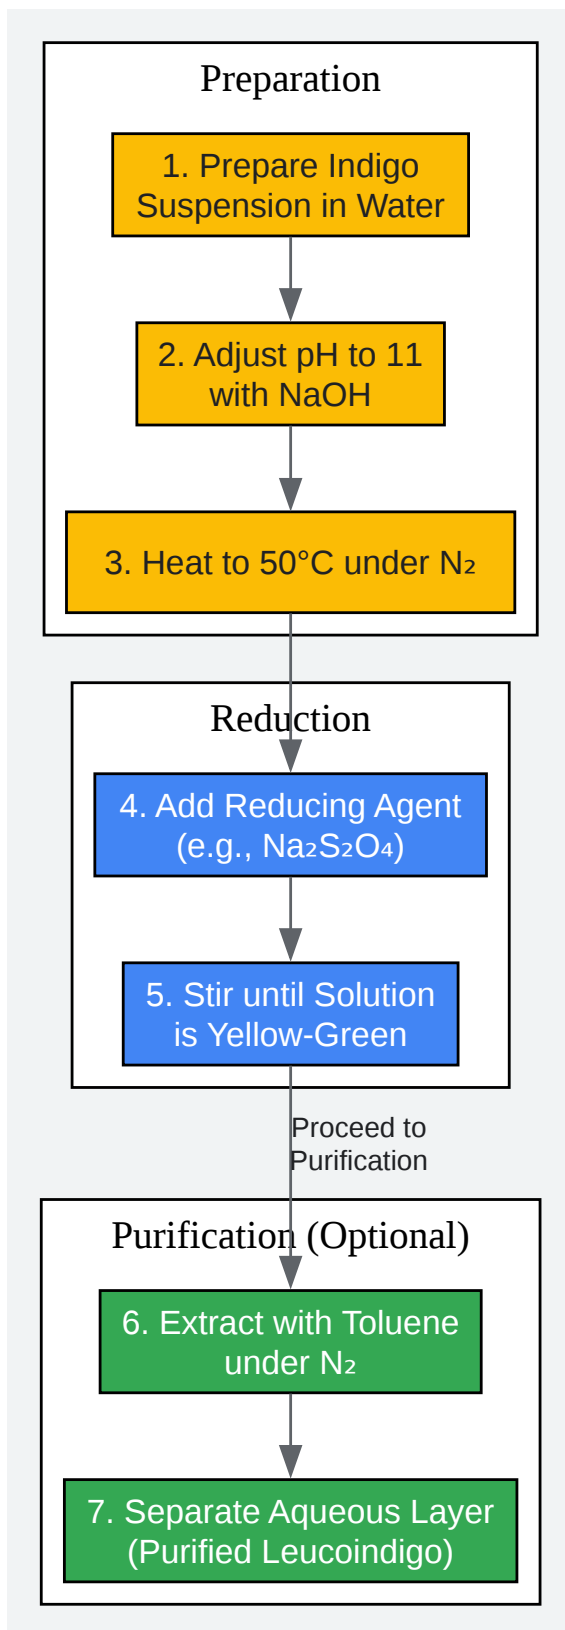 Preparation
1. Prepare Indigo
Suspension in Water
2. Adjust pH to 11
with NaOH
3. Heat to 50°C under N₂
Reduction
4. Add Reducing Agent
(e.g., Na₂S₂O₄)
5. Stir until Solution
is Yellow-Green
Proceed to
Purification
Purification (Optional)
6. Extract with Toluene
under N₂
7. Separate Aqueous Layer
(Purified Leucoindigo)